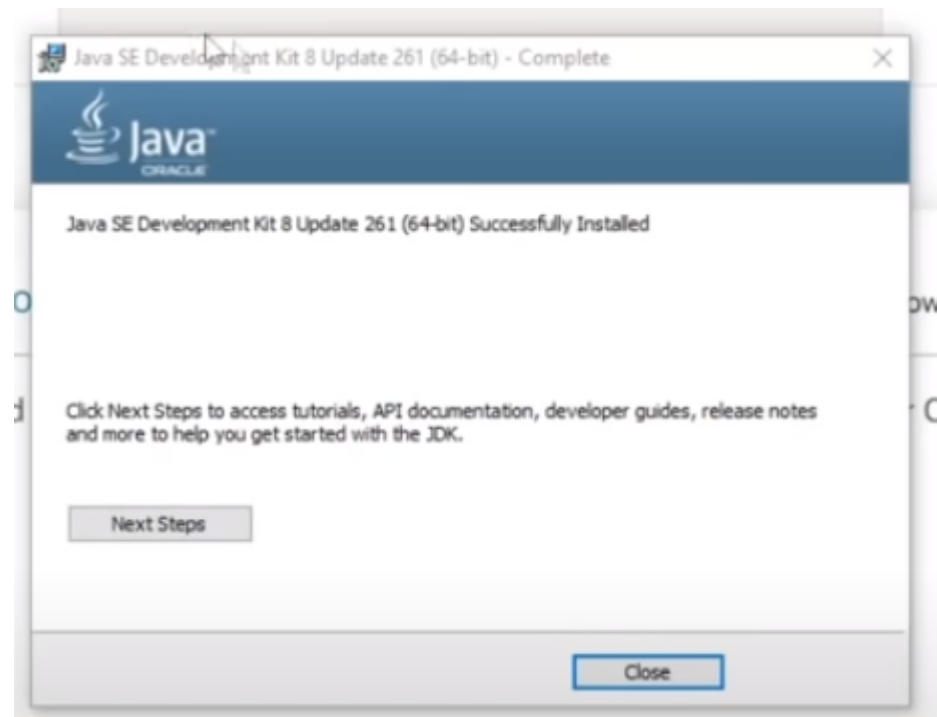 Java SE Development Kit 8 Update 261 (64-bit) - Complete
Java™
ORACLE
Java SE Development Kit 8 Update 261 (64-bit) Successfully Installed
Click Next Steps to access tutorials, API documentation, developer guides, release notes
and more to help you get started with the JDK.
Next Steps
Close